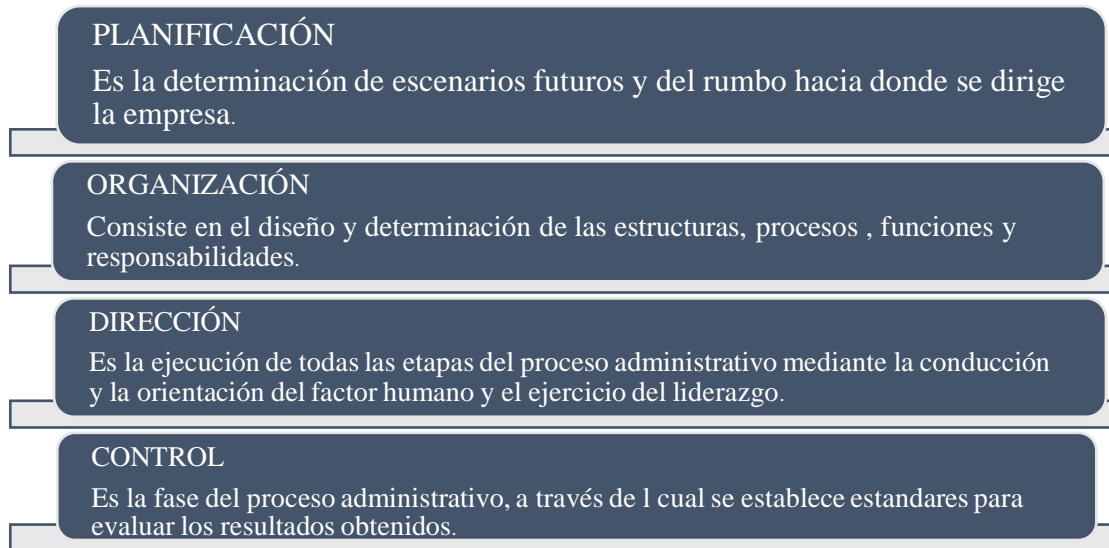 PLANIFICACIÓN
Es la determinación de escenarios futuros y del rumbo hacia donde se dirige
la empresa.
ORGANIZACIÓN
Consiste en el diseño y determinación de las estructuras, procesos , funciones y
responsabilidades.
DIRECCIÓN
Es la ejecución de todas las etapas del proceso administrativo mediante la conducción
y la orientación del factor humano y el ejercicio del liderazgo.
CONTROL
Es la fase del proceso administrativo, a través de l cual se establece estandares para
evaluar los resultados obtenidos.